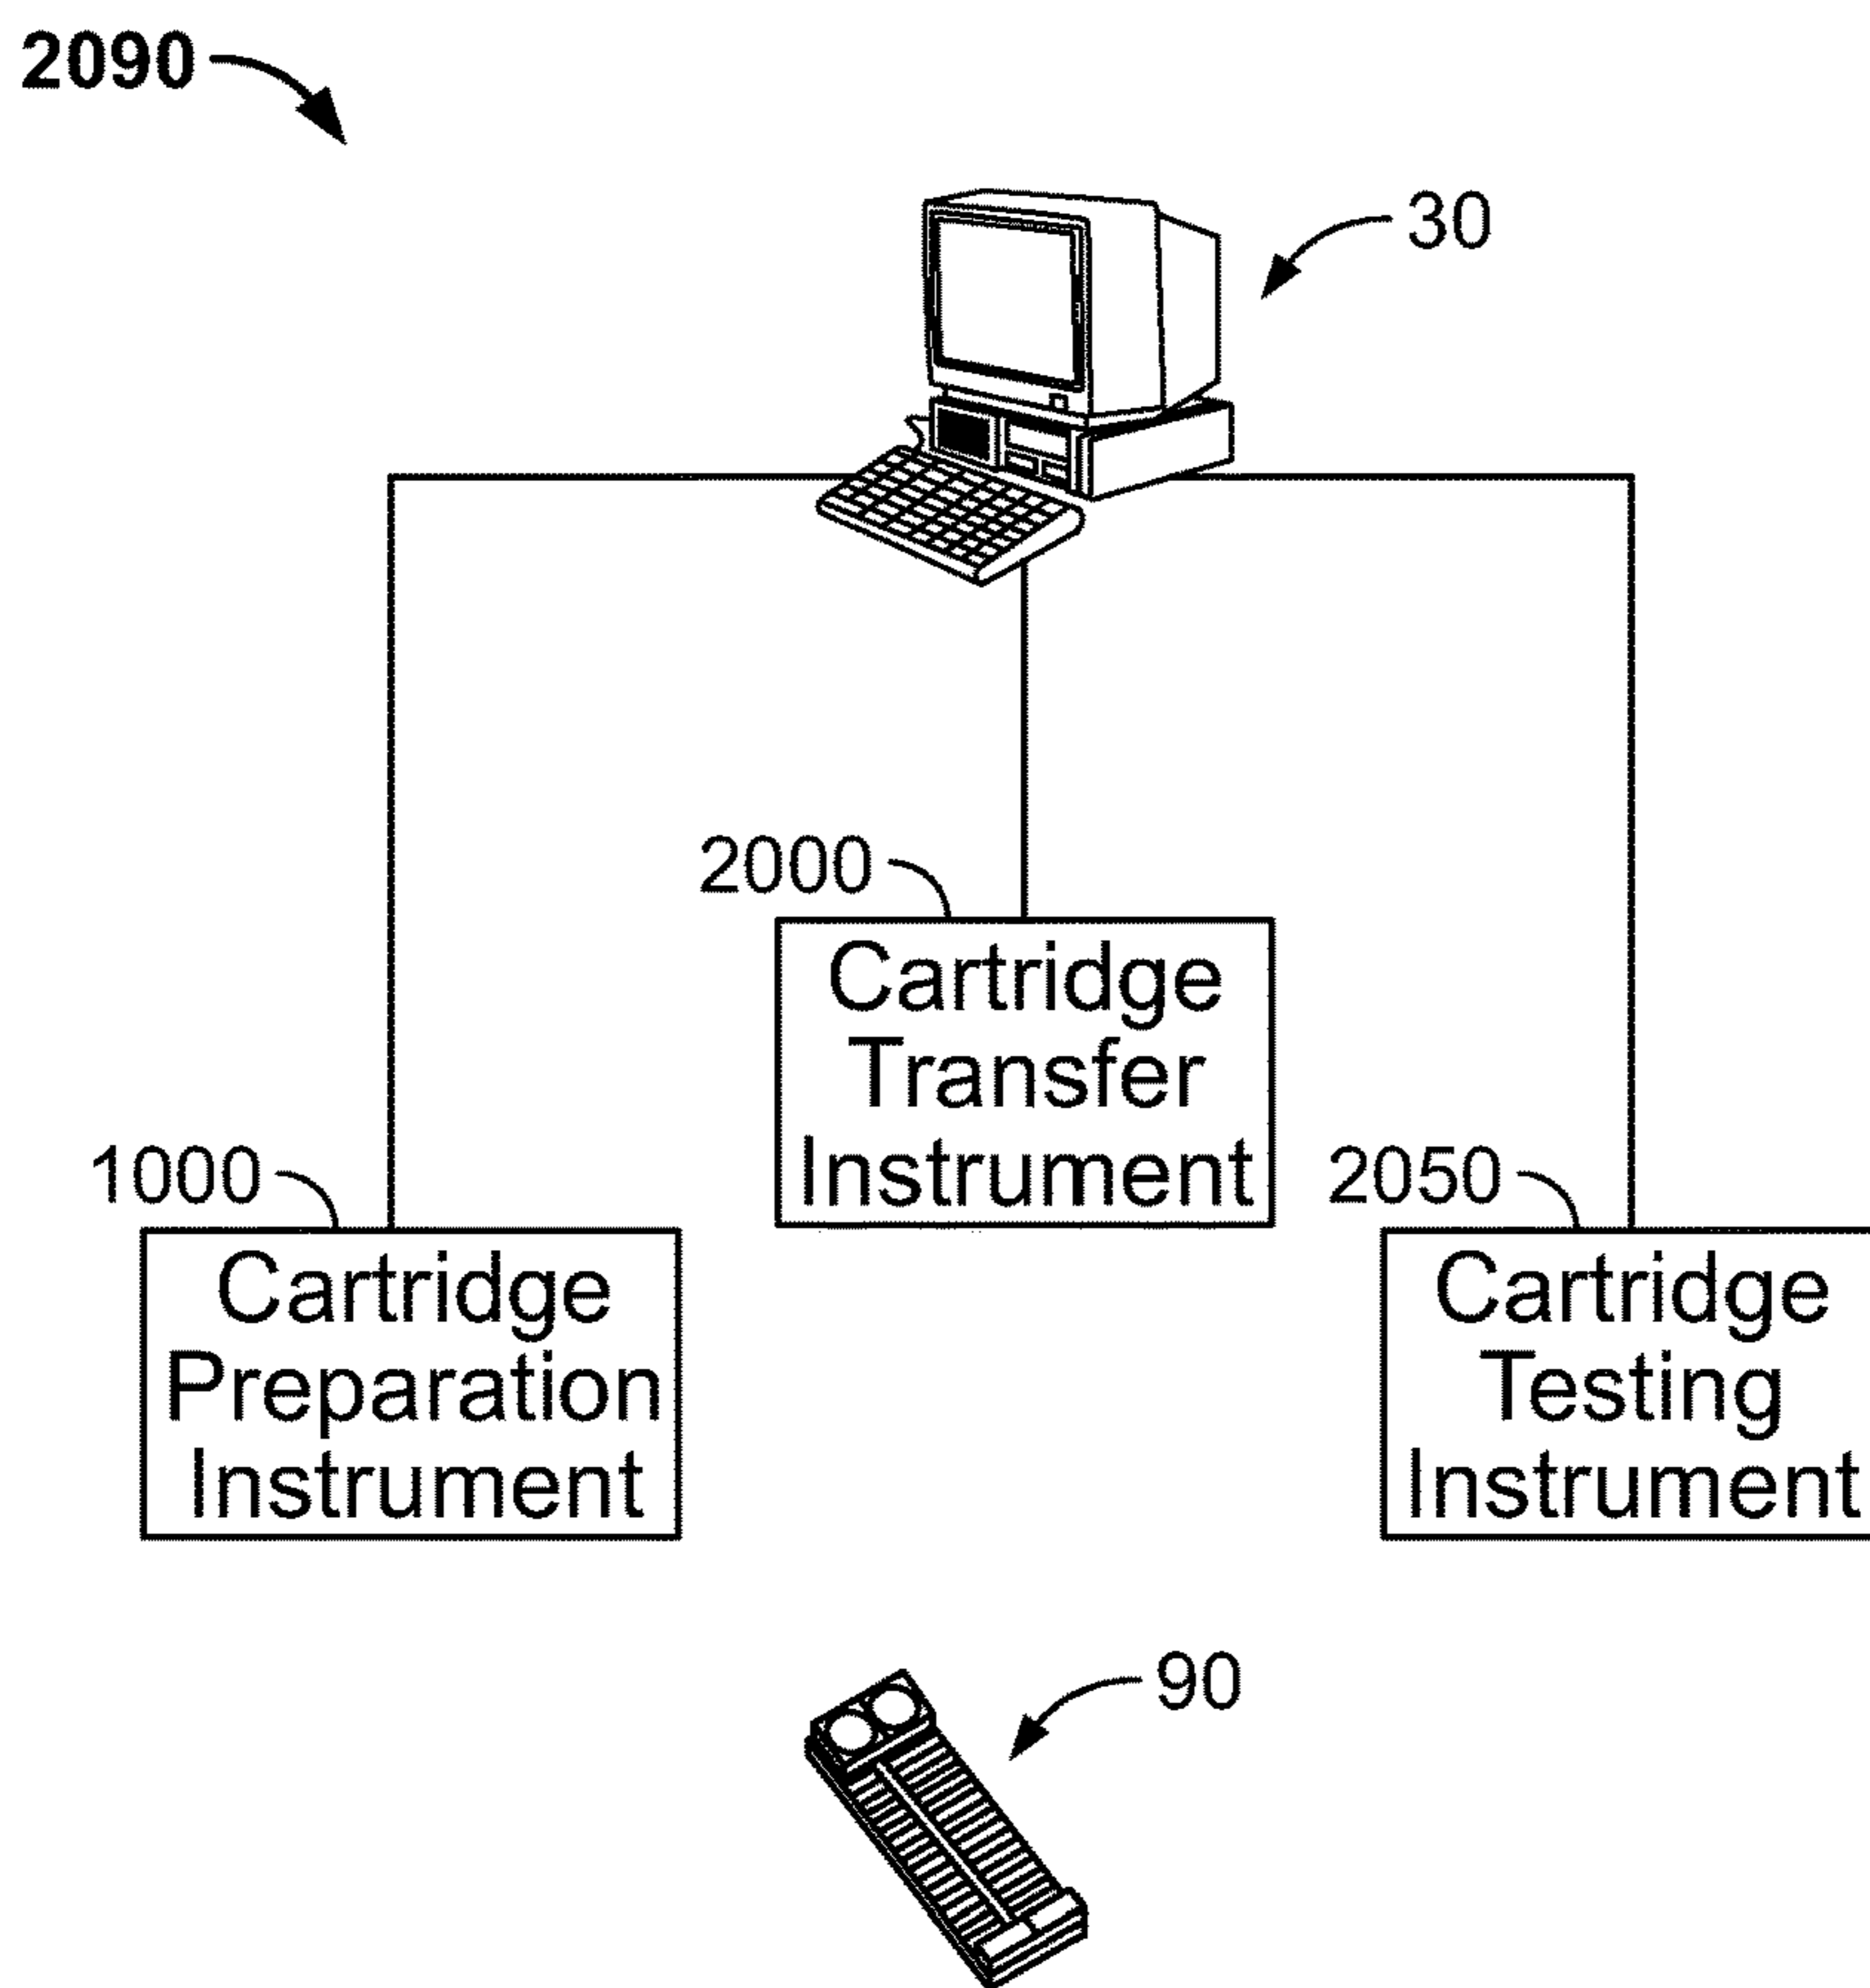 2090
30
2000
Cartridge
Transfer
Instrument
1000
Cartridge
Preparation
Instrument
2050
Cartridge
Testing
Instrument
90